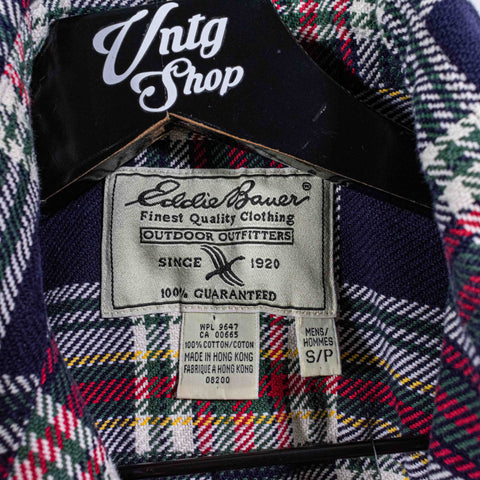 Vntg
Shop
Eddie Bauer®
Finest Quality Clothing
OUTDOOR OUTFITTERS
SINCE 1920
100% GUARANTEED
WPL 9647
CA 00665
100% COTTON/COTON
MADE IN HONG KONG
FABRIQUE A HONG KONG
08200
MENS/
HOMMES
S/P